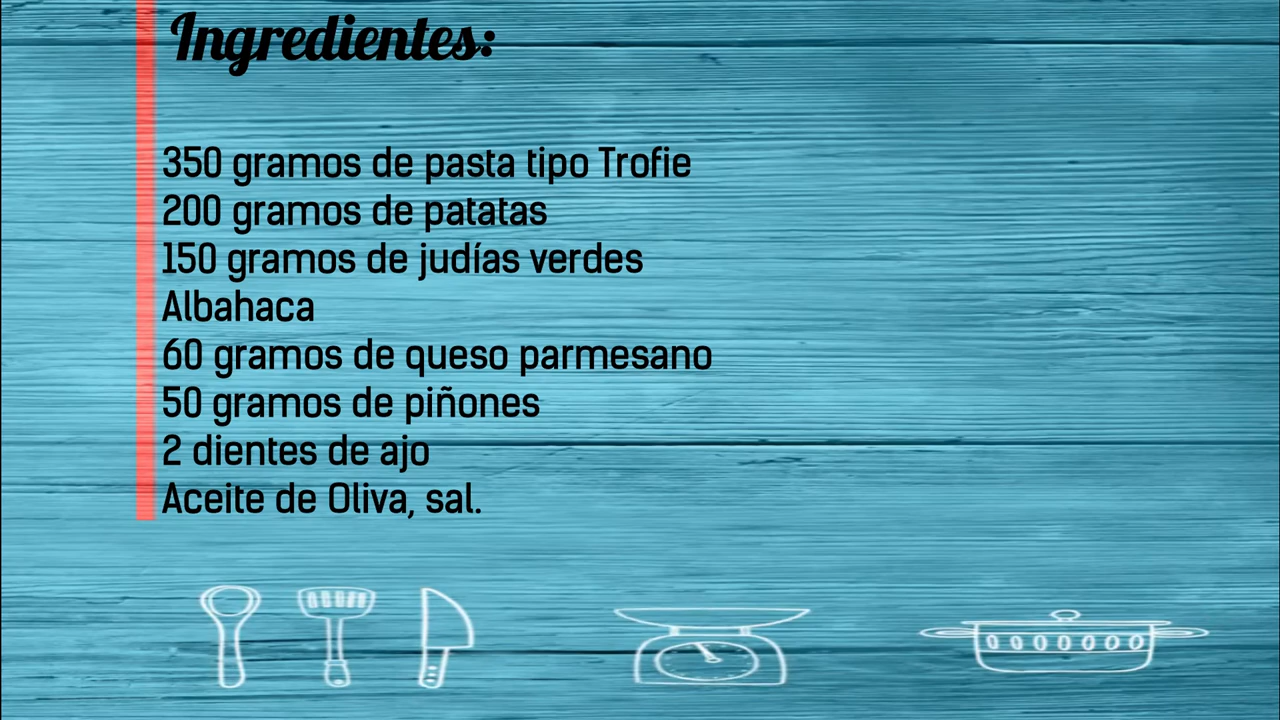 Ingredientes:
350 gramos de pasta tipo Trofie
200 gramos de patatas
150 gramos de judías verdes
Albahaca
60 gramos de queso parmesano
50 gramos de piñones
2 dientes de ajo
Aceite de Oliva, sal.